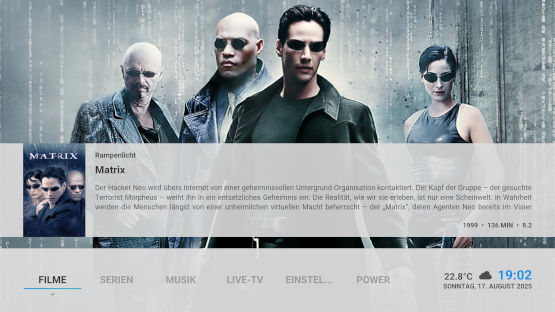 MATRIX
Rampenlicht
Matrix
Der Hacker Neo wird übers Internet von einer geheimnisvollen Untergrund-Organisation kontaktiert. Der Kopf der Gruppe – der gesuchte
Terrorist Morpheus – weiht ihn in ein entsetzliches Geheimnis ein: Die Realität, wie wir sie erleben, ist nur eine Scheinwelt. In Wahrheit
werden die Menschen längst von einer unheimlichen virtuellen Macht beherrscht – der „Matrix“, deren Agenten Neo bereits im Visier
1999 • 136 MIN • 8.2
FILME SERIEN MUSIK LIVE-TV EINSTEL... POWER
22.8°C 19:02
SONNTAG, 17. AUGUST 2025